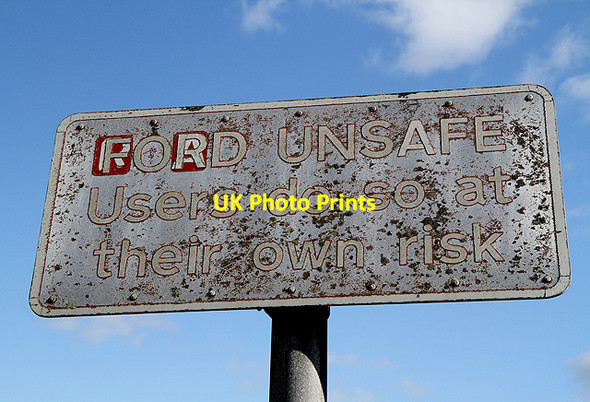 FORD UNSAFE
Users do so at
UK Photo Prints
their own risk